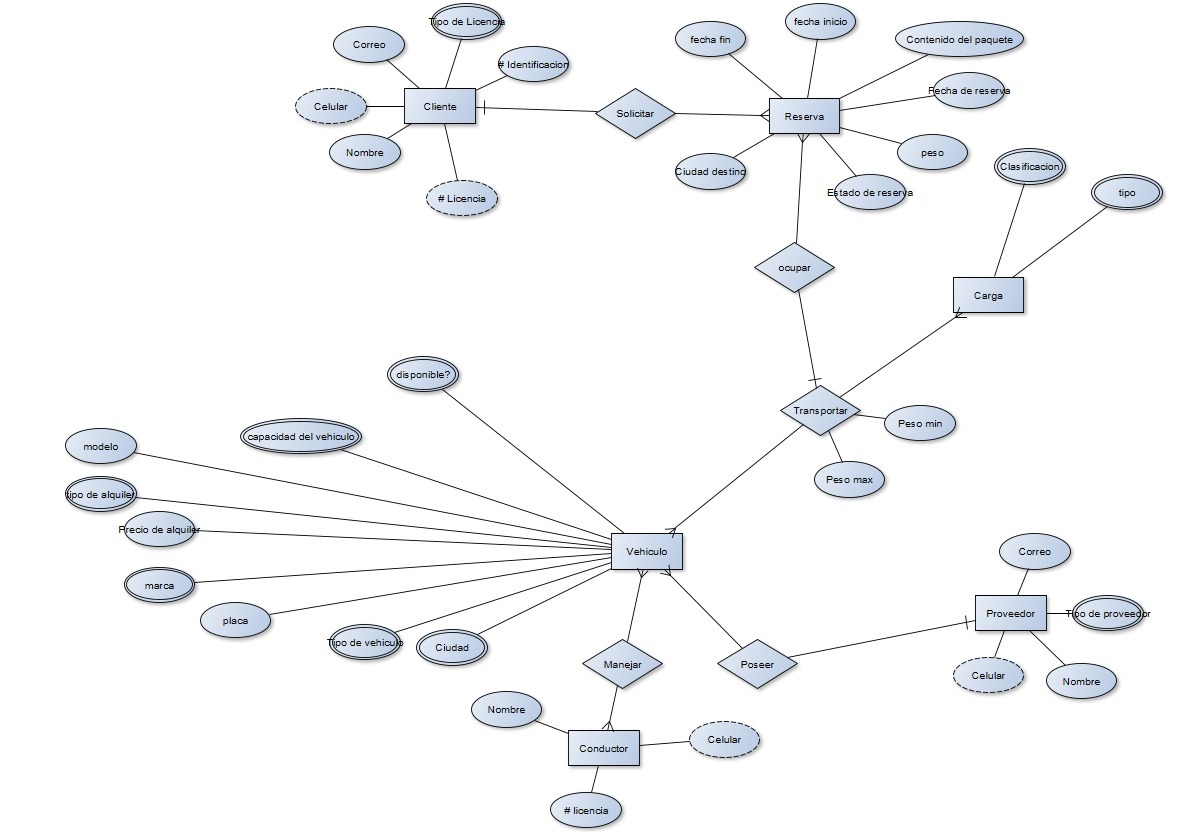 Tipo de Licencia
fecha inicio
Correo
fecha fin
Contenido del paquete
# Identificacion
Fecha de reserva
Celular
Cliente
Solicitar
Reserva
Nombre
peso
Ciudad destino
Clasificacion
Estado de reserva
tipo
# Licencia
ocupar
Carga
disponible?
Transportar
Peso min
capacidad del vehiculo
modelo
Peso max
tipo de alquiler
Precio de alquiler
Vehiculo
Correo
marca
Proveedor
Tipo de proveedor
placa
Tipo de vehiculo
Ciudad
Manejar
Poseer
Celular
Nombre
Nombre
Celular
Conductor
# licencia